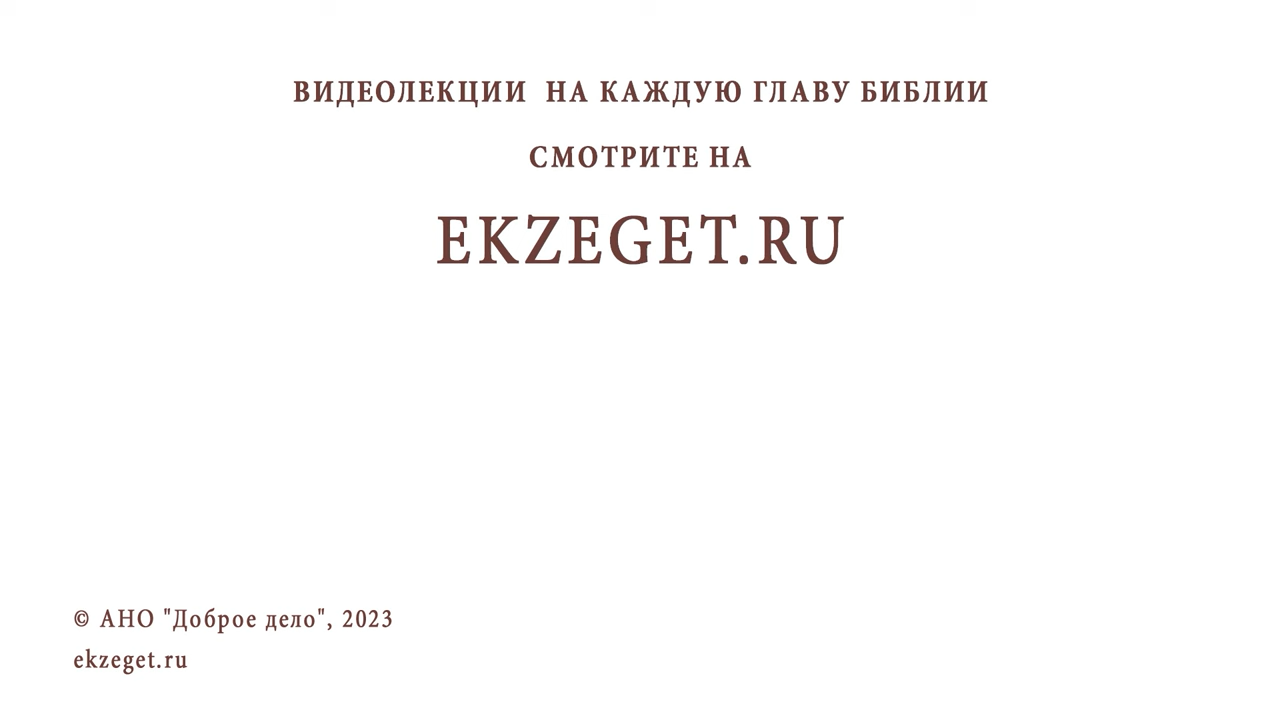 ВИДЕОЛЕКЦИИ НА КАЖДУЮ ГЛАВУ БИБЛИИ
СМОТРИТЕ НА
EKZEGET.RU
© АНО "Доброе дело", 2023
ekzeget.ru